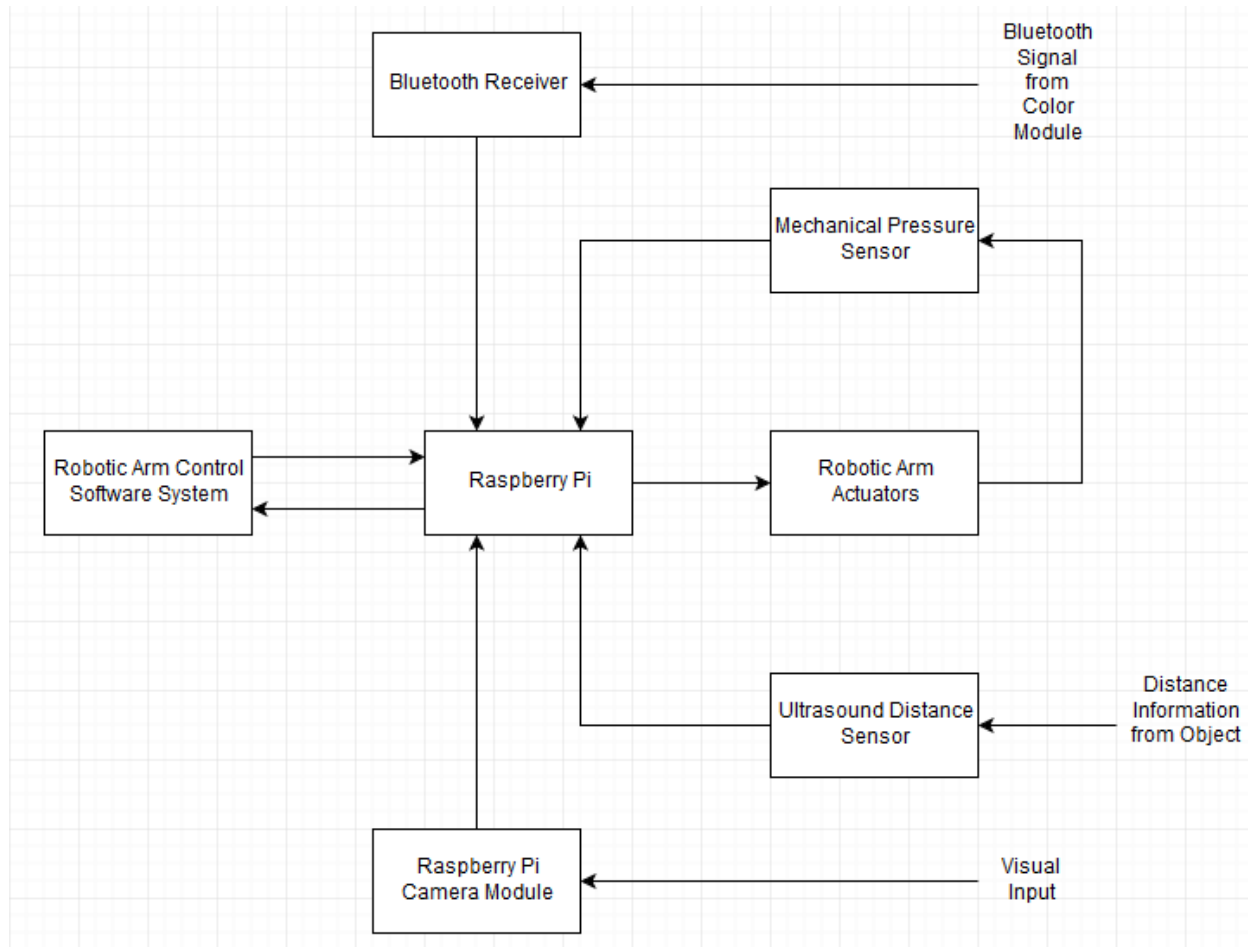 Bluetooth
Signal
from
Color
Module
Bluetooth Receiver
Mechanical Pressure
Sensor
Robotic Arm Control
Software System
Raspberry Pi
Robotic Arm
Actuators
Ultrasound Distance
Sensor
Distance
Information
from Object
Raspberry Pi
Camera Module
Visual
Input